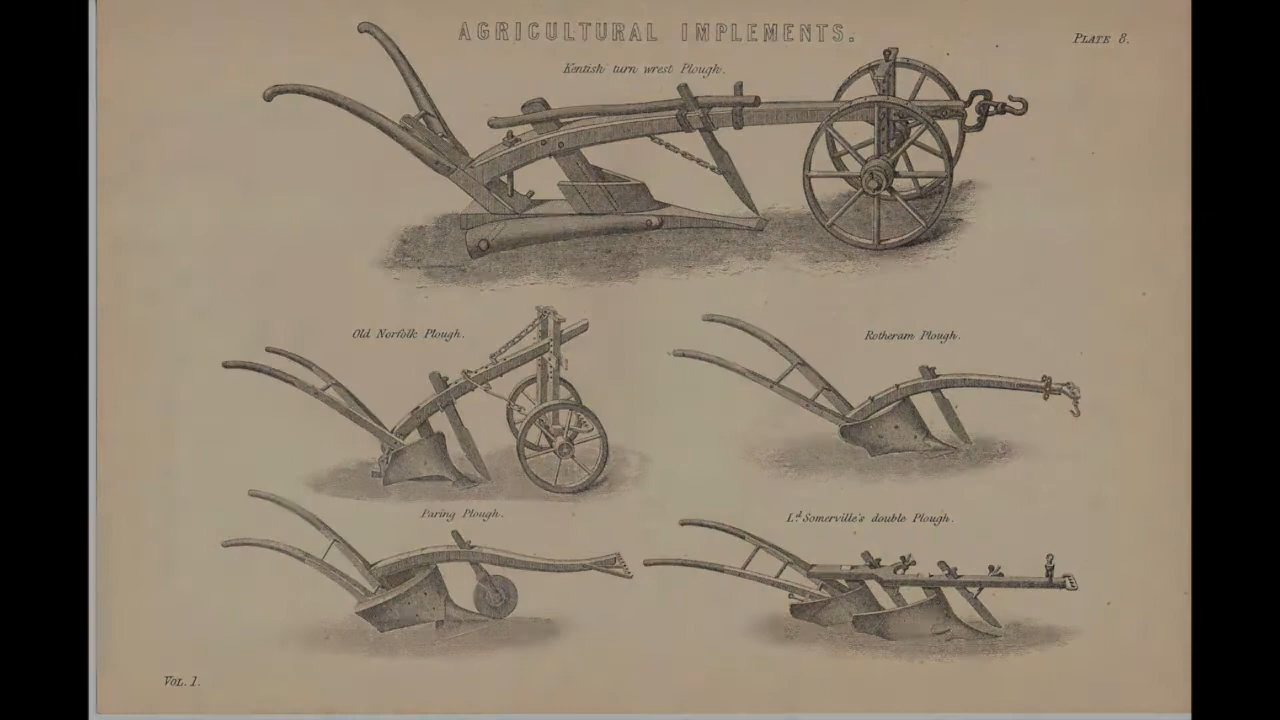 AGRICULTURAL IMPLEMENTS.
PLATE 8.
Kentish turn wrest Plough.
Old Norfolk Plough.
Rotheram Plough.
Paring Plough.
Ld Somerville's double Plough.
VOL. 1.